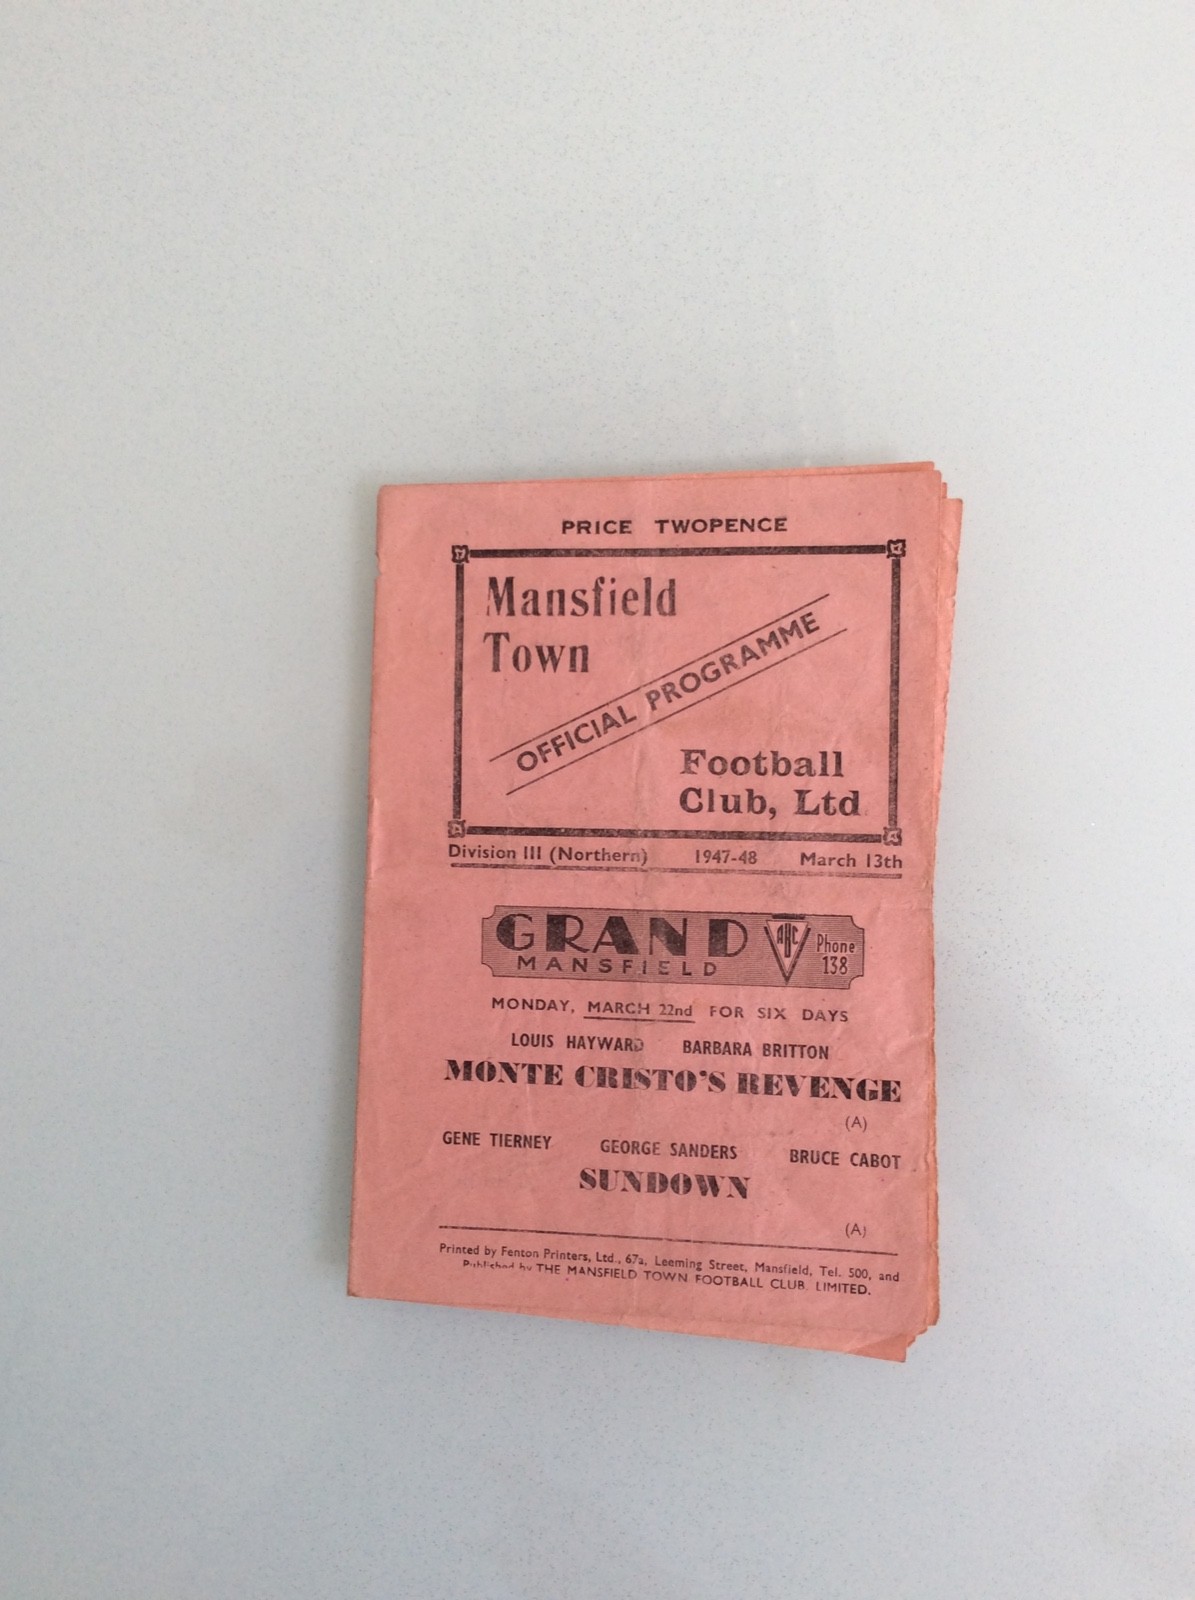 PRICE TWOPENCE
Mansfield
Town
OFFICIAL PROGRAMME
Football
Club, Ltd
Division III (Northern) 1947-48 March 13th
GRAND ABC Phone
MANSFIELD 138
MONDAY, MARCH 22nd FOR SIX DAYS
LOUIS HAYWARD BARBARA BRITTON
MONTE CRISTO'S REVENGE
(A)
GENE TIERNEY GEORGE SANDERS BRUCE CABOT
SUNDOWN
(A)
Printed by Fenton Printers, Ltd., 67a, Leeming Street, Mansfield, Tel. 500, and
Published by THE MANSFIELD TOWN FOOTBALL CLUB, LIMITED.